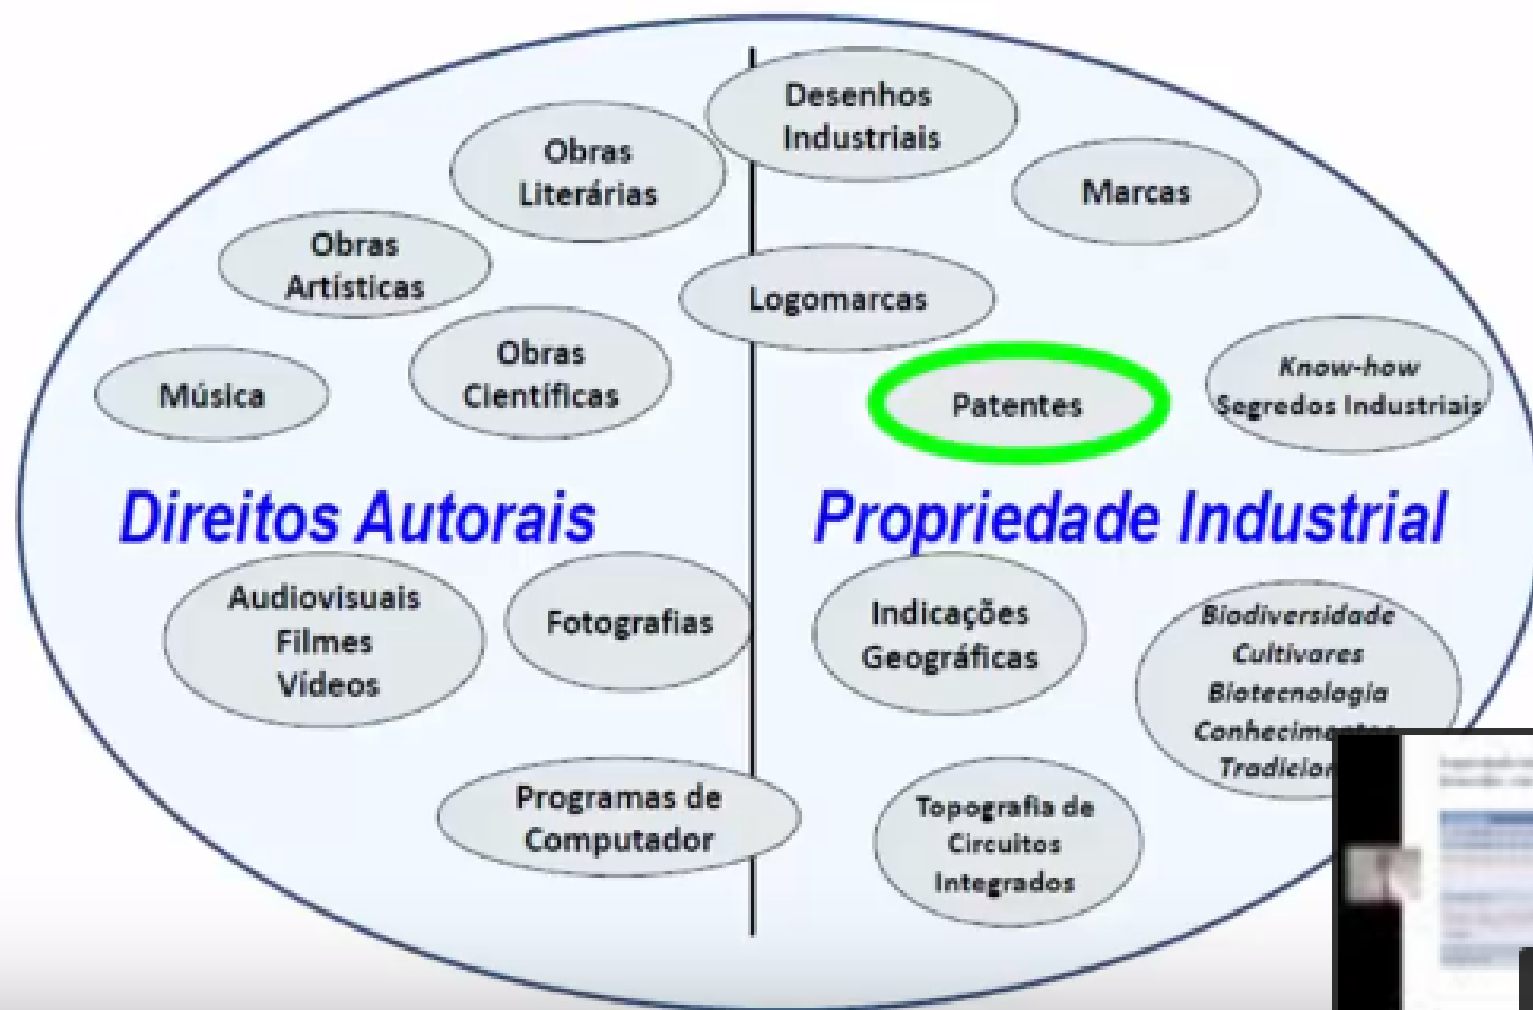 Desenhos
Industriais
Obras
Literárias
Marcas
Obras
Artísticas
Logomarcas
Obras
Científicas
Música
Patentes
Know-how
Segredos Industriais
Direitos Autorais
Propriedade Industrial
Audiovisuais
Filmes
Vídeos
Fotografias
Indicações
Geográficas
Biodiversidade
Cultivares
Biotecnologia
Programas de
Computador
Topografia de
Circuitos
Integrados